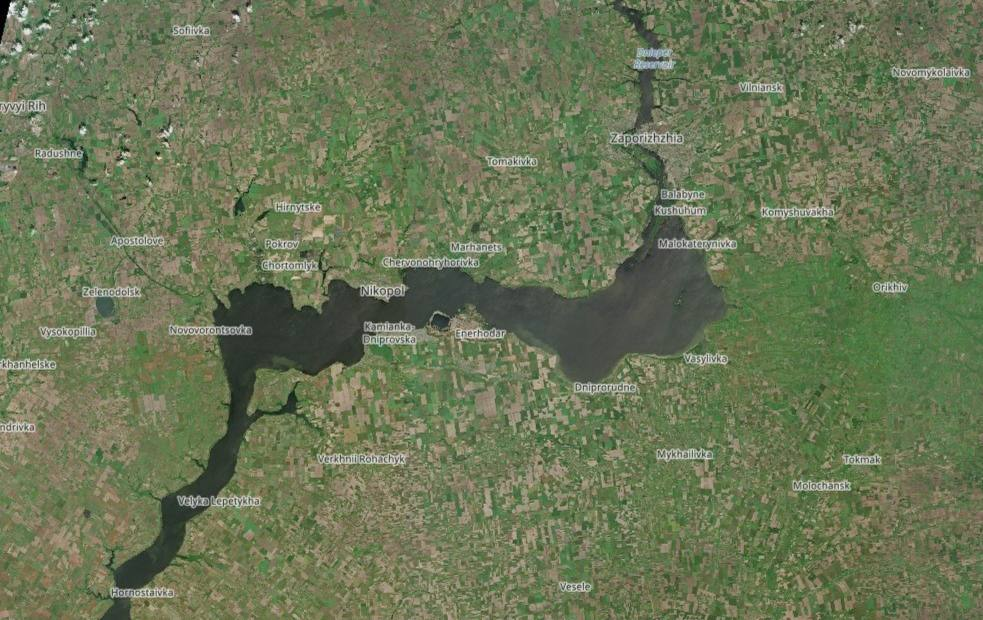 Sofiivka
Dnieper
Reservoir
Novomykolaivka
Vilniansk
ryvyi Rih
Zaporizhzhia
Radushne
Tomakivka
Balabyne
Hirnytske
Kushuhum
Komyshuvakha
Apostolove
Pokrov
Marhanets
Malokaterynivka
Chortomlyk
Chervonohryhorivka
Zelenodolsk
Nikopol
Orikhiv
Vysokopillia
Novovorontsovka
Kamianka-
Dniprovska
Enerhodar
rkhanhelske
Vasylivka
Dniprorudne
ndrivka
Verkhnii Rohachyk
Mykhailivka
Tokmak
Molochansk
Velyka Lepetykha
Vesele
Hornostaivka